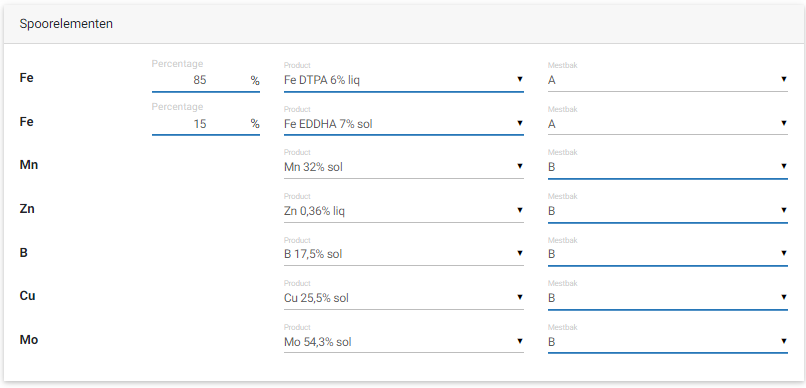 Spoorelementen
Fe Percentage 85 % Product Fe DTPA 6% liq ▼ Mestbak A ▼
Fe Percentage 15 % Product Fe EDDHA 7% sol ▼ Mestbak A ▼
Mn Product Mn 32% sol ▼ Mestbak B ▼
Zn Product Zn 0,36% liq ▼ Mestbak B ▼
B Product B 17,5% sol ▼ Mestbak B ▼
Cu Product Cu 25,5% sol ▼ Mestbak B ▼
Mo Product Mo 54,3% sol ▼ Mestbak B ▼